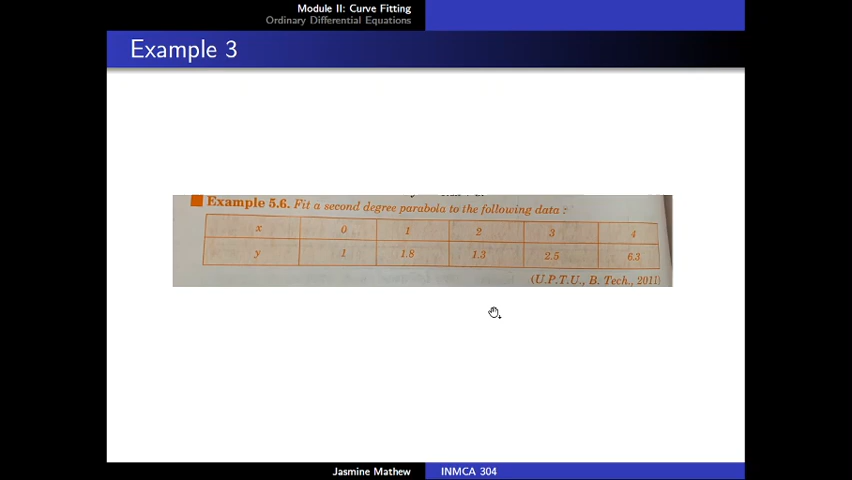 Module II: Curve Fitting
Ordinary Differential Equations
Example 3
Example 5.6. Fit a second degree parabola to the following data :
x 0 1 2 3 4
y 1 1.8 1.3 2.5 6.3
(U.P.T.U., B. Tech., 2011)
Jasmine Mathew INMCA 304